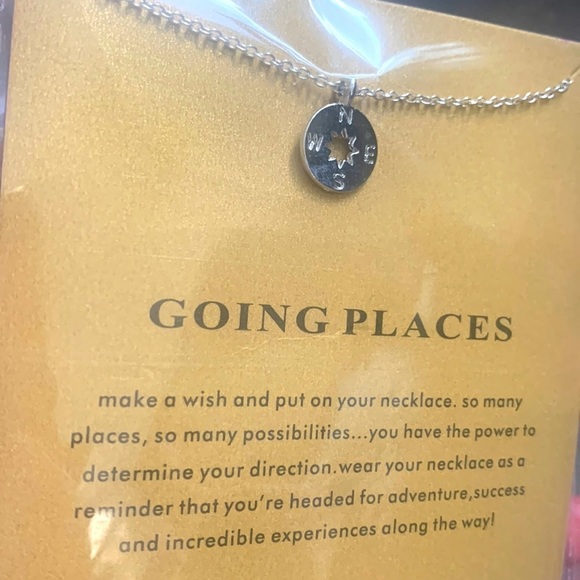 N
W E
S
GOING PLACES
make a wish and put on your necklace. so many
places, so many possibilities...you have the power to
determine your direction.wear your necklace as a
reminder that you're headed for adventure,success
and incredible experiences along the way!